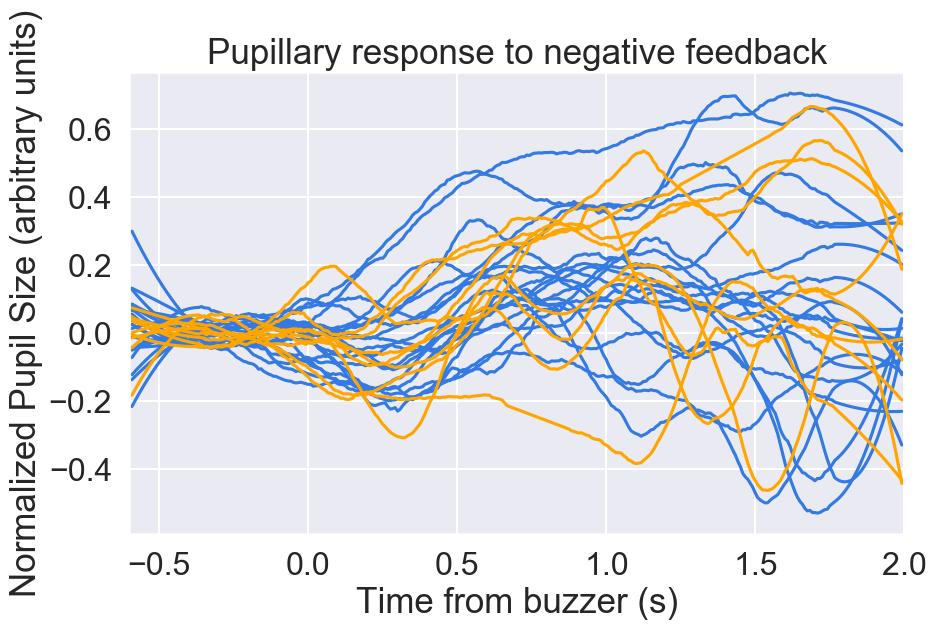 Pupillary response to negative feedback
Normalized Pupil Size (arbitrary units)
0.6
0.4
0.2
0.0
−0.2
−0.4
−0.5 0.0 0.5 1.0 1.5 2.0
Time from buzzer (s)